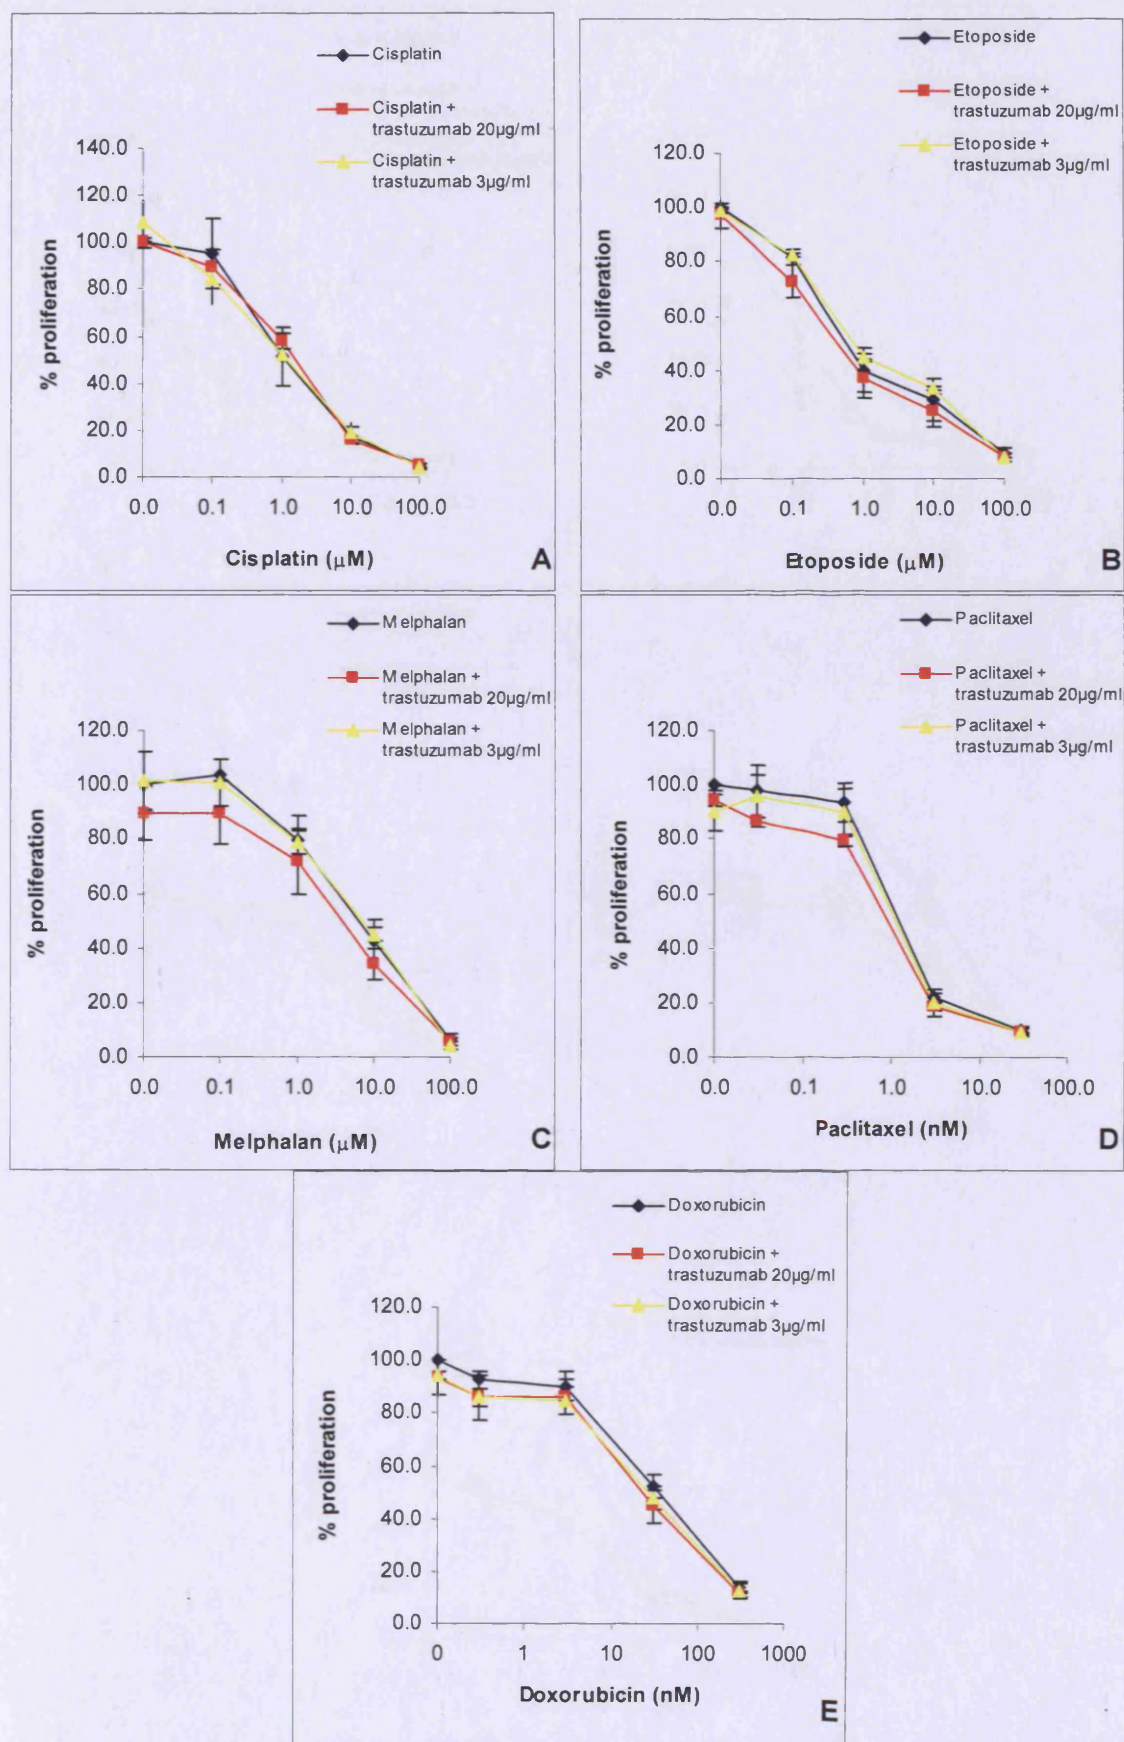 Cisplatin
Cisplatin +
trastuzumab 20µg/ml
Cisplatin +
trastuzumab 3µg/ml
140.0
120.0
100.0
80.0
60.0
40.0
20.0
0.0
% proliferation
0.0 0.1 1.0 10.0 100.0
Cisplatin (µM)
A
Etoposide
Etoposide +
trastuzumab 20µg/ml
Etoposide +
trastuzumab 3µg/ml
120.0
100.0
80.0
60.0
40.0
20.0
0.0
% proliferation
0.0 0.1 1.0 10.0 100.0
Etoposide (µM)
B
Melphalan
Melphalan +
trastuzumab 20µg/ml
Melphalan +
trastuzumab 3µg/ml
120.0
100.0
80.0
60.0
40.0
20.0
0.0
% proliferation
0.0 0.1 1.0 10.0 100.0
Melphalan (µM)
C
Paclitaxel
Paclitaxel +
trastuzumab 20µg/ml
Paclitaxel +
trastuzumab 3µg/ml
120.0
100.0
80.0
60.0
40.0
20.0
0.0
% proliferation
0.0 0.1 1.0 10.0 100.0
Paclitaxel (nM)
D
Doxorubicin
Doxorubicin +
trastuzumab 20µg/ml
Doxorubicin +
trastuzumab 3µg/ml
120.0
100.0
80.0
60.0
40.0
20.0
0.0
% proliferation
0 1 10 100 1000
Doxorubicin (nM)
E